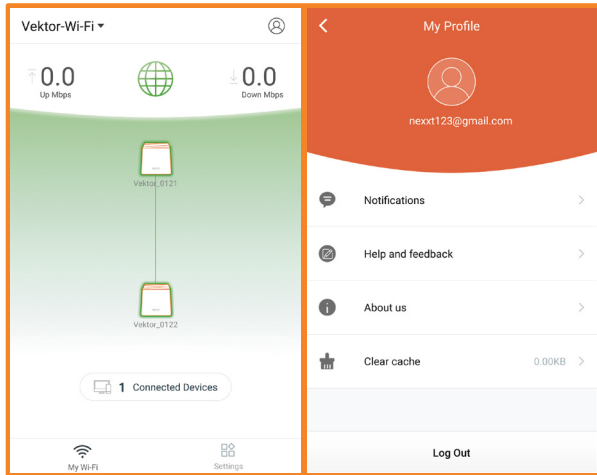 Vektor-Wi-Fi
0.0
Up Mbps
0.0
Down Mbps
Vektor_0121
Vektor_0122
1 Connected Devices
My Wi-Fi
Settings
My Profile
nexxt123@gmail.com
Notifications
Help and feedback
About us
Clear cache 0.00KB
Log Out